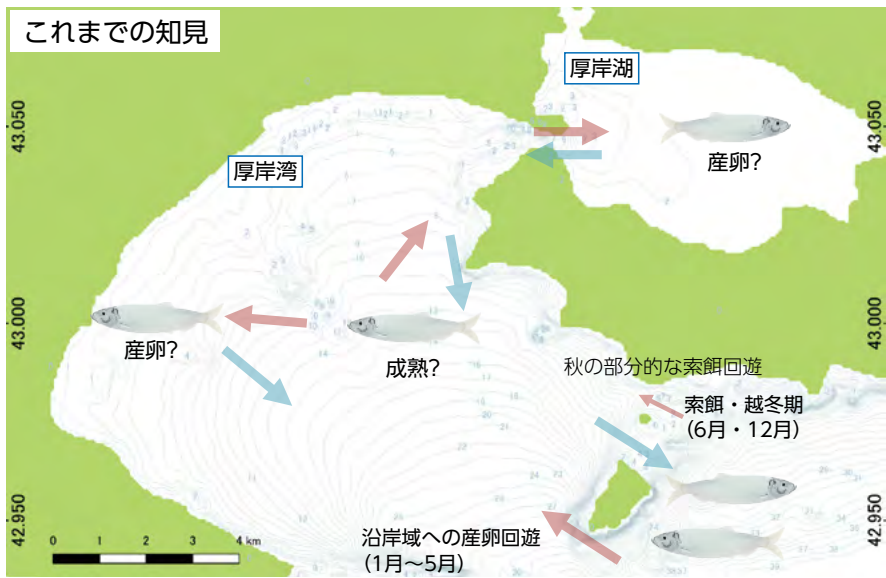 これまでの知見
厚岸湖
産卵?
厚岸湾
産卵?
成熟?
秋の部分的な索餌回遊
索餌・越冬期
(6月・12月)
沿岸域への産卵回遊
(1月〜5月)
43.050
43.000
42.950
43.050
43.000
42.950
0 1 2 3 4 km